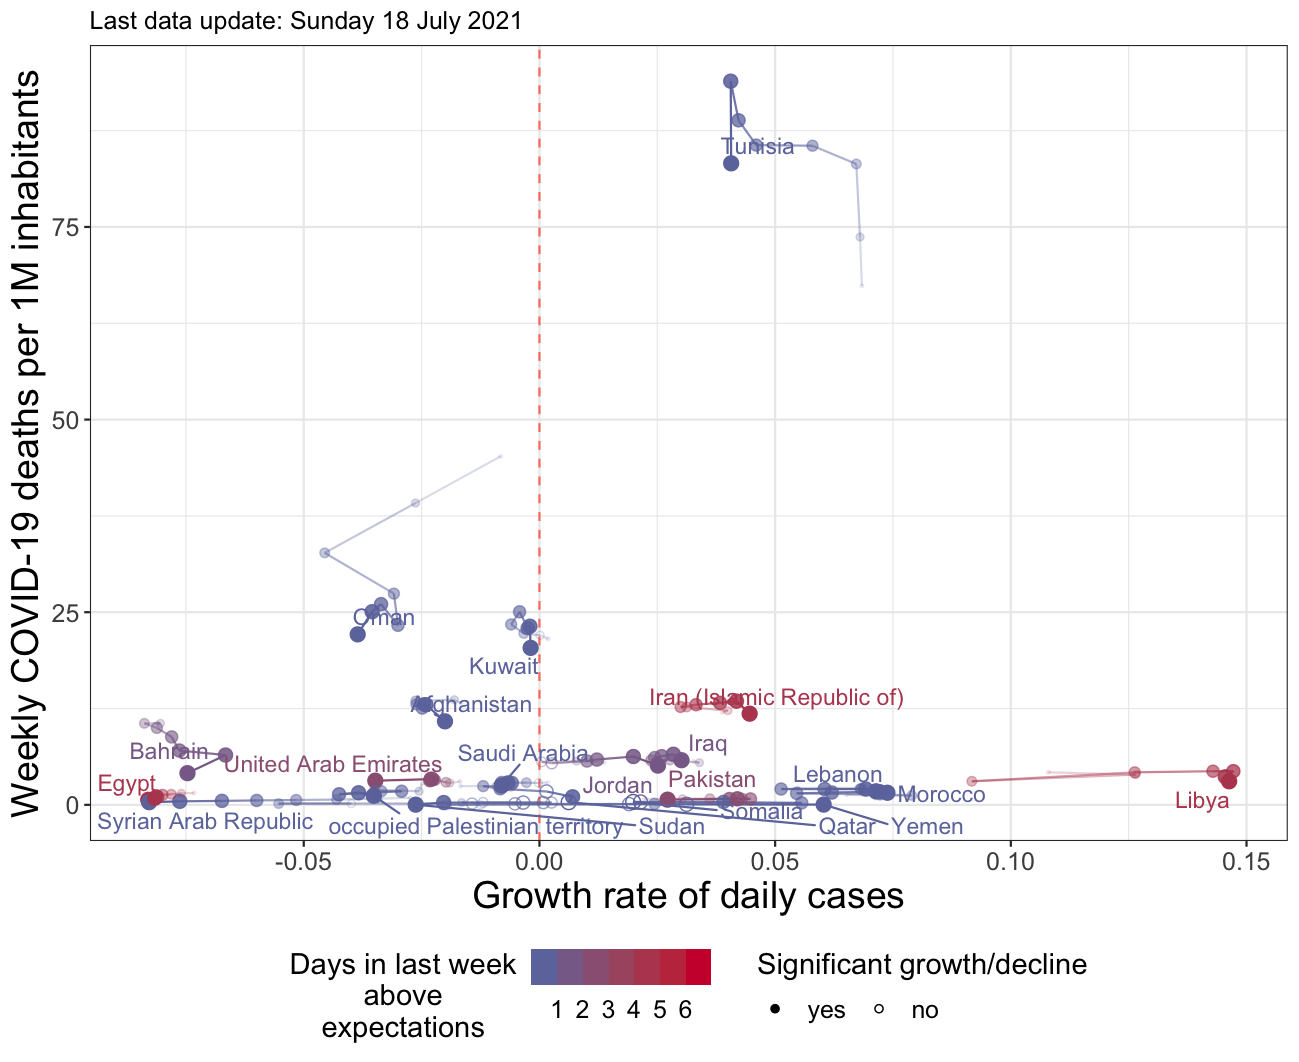 Last data update: Sunday 18 July 2021
Weekly COVID-19 deaths per 1M inhabitants
75
50
25
0
Tunisia
Oman
Kuwait
Afghanistan
Iran (Islamic Republic of)
Bahrain
Iraq
Saudi Arabia
United Arab Emirates
Egypt
Jordan
Pakistan
Lebanon
Morocco
Libya
Somalia
Syrian Arab Republic
occupied Palestinian territory
Sudan
Qatar
Yemen
-0.05
0.00
0.05
0.10
0.15
Growth rate of daily cases
Days in last week
above
expectations
1 2 3 4 5 6
Significant growth/decline
yes
no